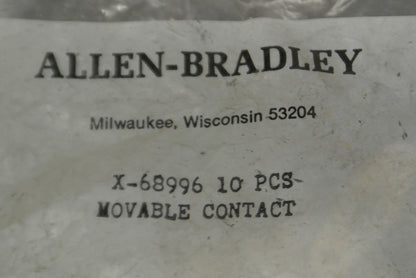 ALLEN-BRADLEY
Milwaukee, Wisconsin 53204
X-68996 10 PCS
MOVABLE CONTACT